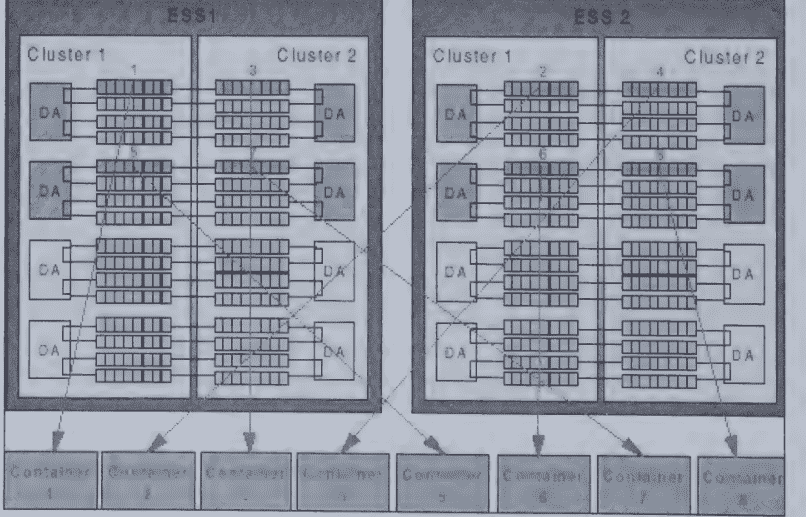 ESS1
ESS 2
Cluster 1
Cluster 2
Cluster 1
Cluster 2
1
3
2
4
DA
DA
DA
DA
5
7
6
DA
DA
DA
DA
DA
DA
DA
DA
DA
DA
DA
DA
Container
Container
Container
Container
Container
Container
Container
Container
1
2
5
6
7
8